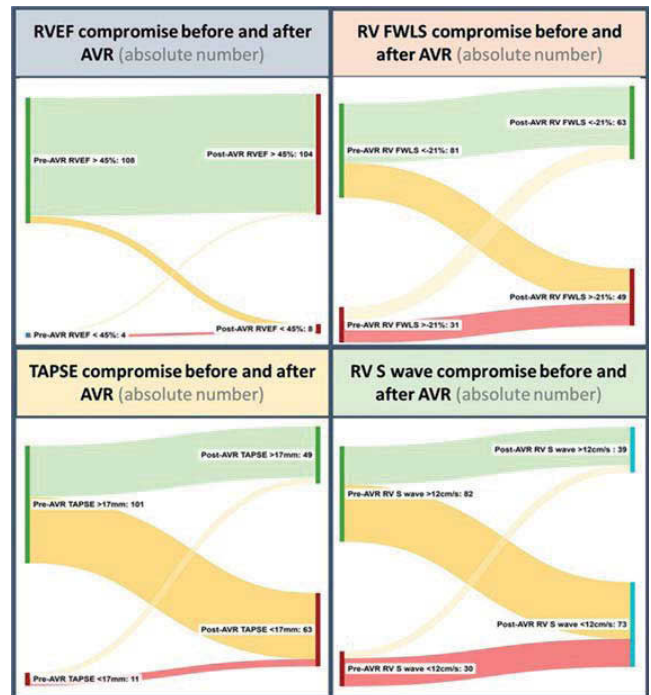 RVEF compromise before and after
AVR (absolute number)
Post-AVR RVEF > 45%: 104
Pre-AVR RVEF > 45%: 108
Post-AVR RVEF < 45%: 8
Pre-AVR RVEF < 45%: 4
RV FWLS compromise before and
after AVR (absolute number)
Post-AVR RV FWLS <-21%: 63
Pre-AVR RV FWLS <-21%: 81
Post-AVR RV FWLS >-21%: 49
Pre-AVR RV FWLS >-21%: 31
TAPSE compromise before and after
AVR (absolute number)
Post-AVR TAPSE >17mm: 49
Pre-AVR TAPSE >17mm: 101
Post-AVR TAPSE <17mm: 63
Pre-AVR TAPSE <17mm: 11
RV S wave compromise before and
after AVR (absolute number)
Post-AVR RV S wave >12cm/s : 39
Pre-AVR RV S wave >12cm/s : 82
Post-AVR RV S wave <12cm/s : 73
Pre-AVR RV S wave <12cm/s : 30